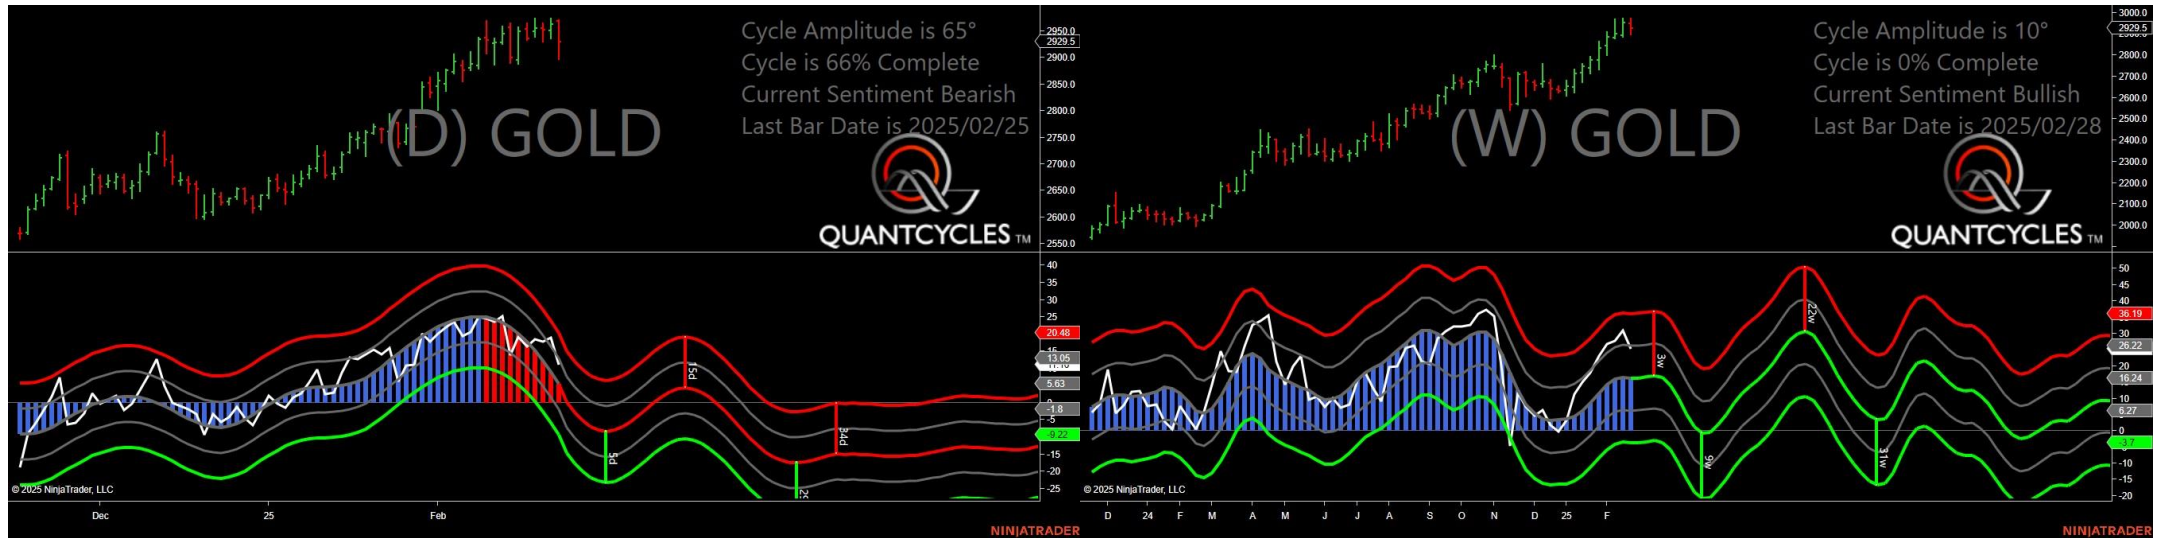 Cycle Amplitude is 65°
Cycle is 66% Complete
Current Sentiment Bearish
Last Bar Date is 2025/02/25
(D) GOLD
QUANTCYCLES TM
2950.0
2929.5
2900.0
2850.0
2800.0
2750.0
2700.0
2650.0
2600.0
2550.0
40
35
30
25
20.48
15
13.05
5.63
0
-1.8
-5
-9.22
-15
-20
-25
5d
15d
34d
© 2025 NinjaTrader, LLC
Dec
25
Feb
NINJATRADER
Cycle Amplitude is 10°
Cycle is 0% Complete
Current Sentiment Bullish
Last Bar Date is 2025/02/28
(W) GOLD
QUANTCYCLES TM
3000.0
2929.5
2800.0
2700.0
2600.0
2500.0
2400.0
2300.0
2200.0
2100.0
2000.0
50
45
40
36.19
30
26.22
20
16.24
10
6.27
0
-3.7
-10
-15
-20
3w
9w
22w
31w
© 2025 NinjaTrader, LLC
D 24 F M A M J J A S O N D 25 F
NINJATRADER